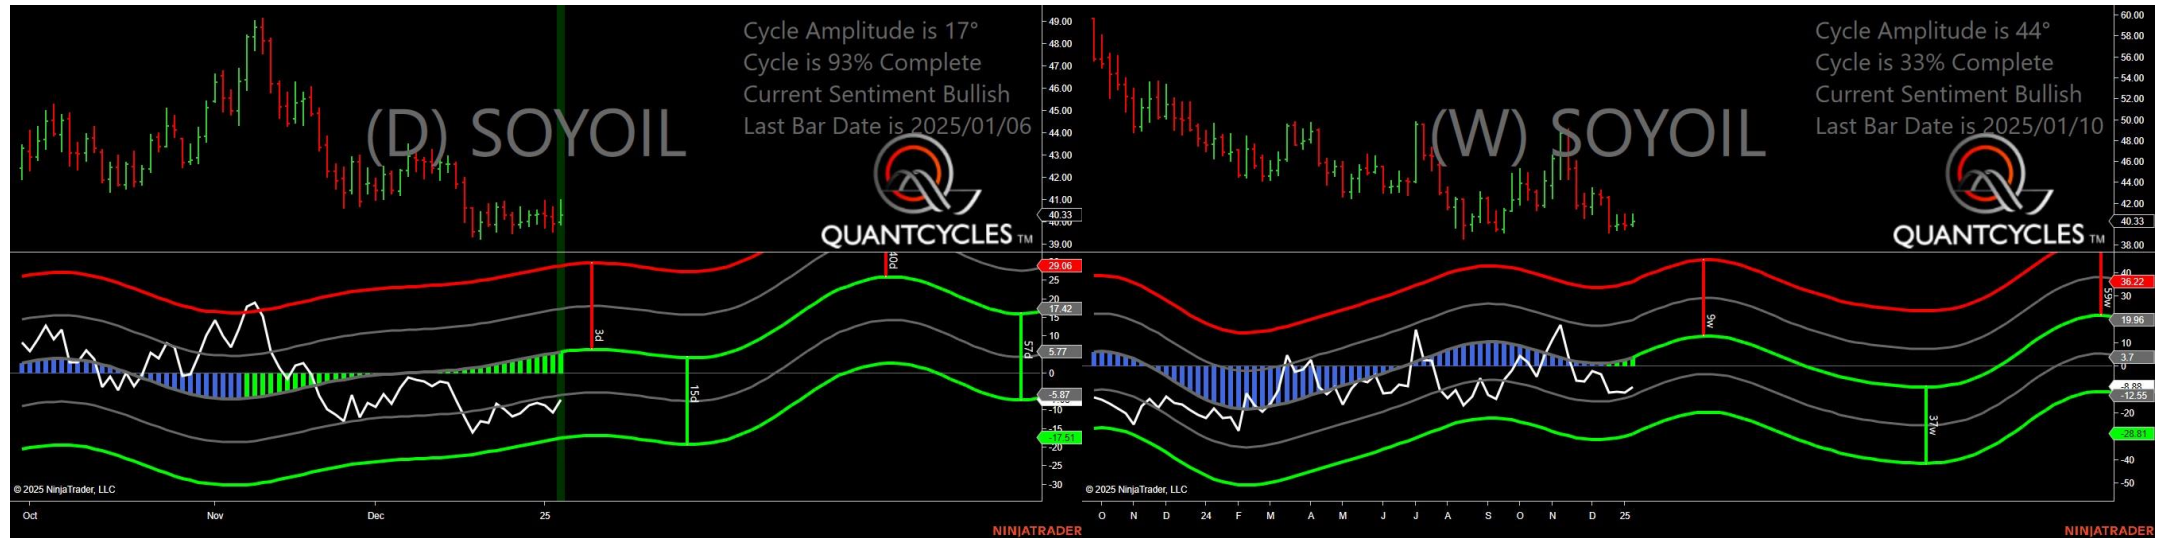 Cycle Amplitude is 17°
Cycle is 93% Complete
Current Sentiment Bullish
Last Bar Date is 2025/01/06
(D) SOYOIL
QUANTCYCLES TM
49.00
48.00
47.00
46.00
45.00
44.00
43.00
42.00
41.00
40.33
40.00
39.00
40d
3d
15d
57d
29.06
25
20
17.42
15
10
5.77
0
-5.87
-10
-15
-17.51
-20
-25
-30
© 2025 NinjaTrader, LLC
Oct
Nov
Dec
25
NINJATRADER
Cycle Amplitude is 44°
Cycle is 33% Complete
Current Sentiment Bullish
Last Bar Date is 2025/01/10
(W) SOYOIL
QUANTCYCLES TM
60.00
58.00
56.00
54.00
52.00
50.00
48.00
46.00
44.00
42.00
40.33
38.00
9w
37w
59w
40
36.22
30
19.96
10
3.7
0
-8.88
-12.55
-20
-28.81
-40
-50
© 2025 NinjaTrader, LLC
O
N
D
24
F
M
A
M
J
J
A
S
O
N
D
25
NINJATRADER